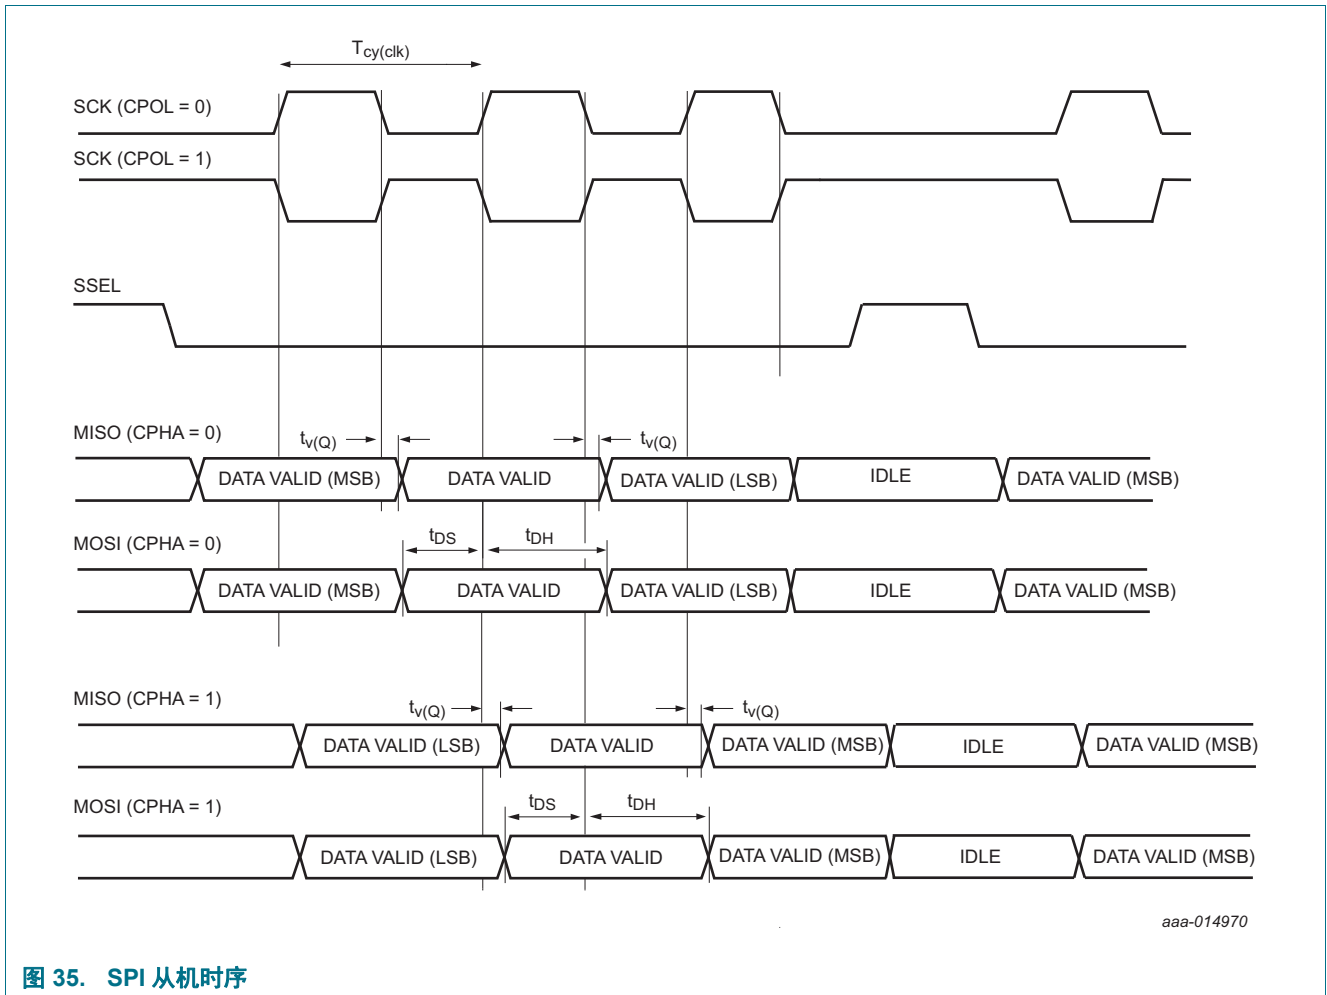 Tcy(clk)
SCK (CPOL = 0)
SCK (CPOL = 1)
SSEL
MISO (CPHA = 0)
tv(Q) tv(Q)
DATA VALID (MSB) DATA VALID DATA VALID (LSB) IDLE DATA VALID (MSB)
MOSI (CPHA = 0)
tDS tDH
DATA VALID (MSB) DATA VALID DATA VALID (LSB) IDLE DATA VALID (MSB)
MISO (CPHA = 1)
tv(Q) tv(Q)
DATA VALID (LSB) DATA VALID DATA VALID (MSB) IDLE DATA VALID (MSB)
MOSI (CPHA = 1)
tDS tDH
DATA VALID (LSB) DATA VALID DATA VALID (MSB) IDLE DATA VALID (MSB)
aaa-014970
图 35. SPI 从机时序